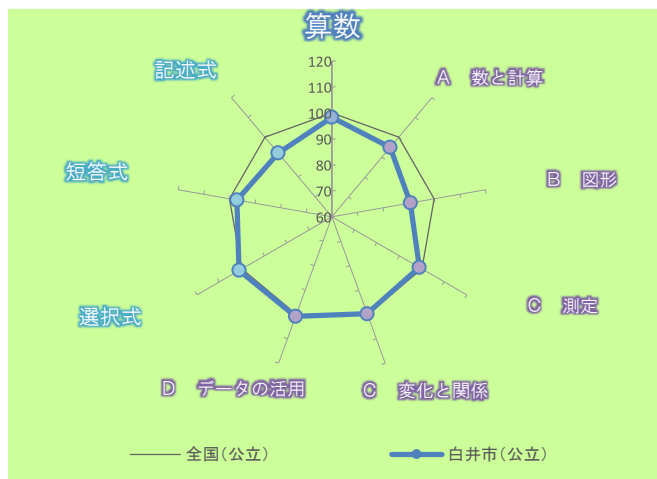 算数
記述式
120
A　数と計算
110
100
90
短答式
80
B　図形
70
60
選択式
C　測定
D　データの活用
C　変化と関係
全国(公立)
白井市(公立)